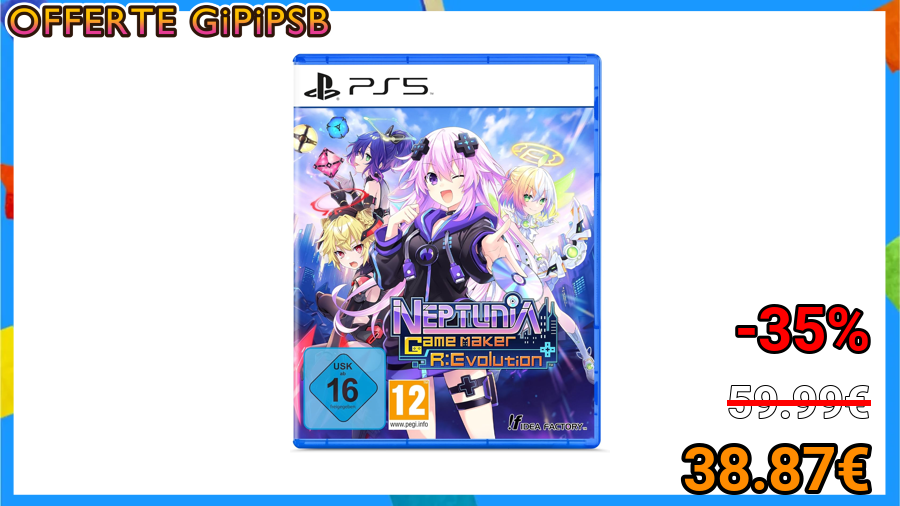 OFFERTE GiPiPSB
PS5
NEPTUNIA
Game Maker
R:Evolution
USK
ab
16
freigegeben
12
www.pegi.info
IDEA FACTORY
-35%
59.99€
38.87€